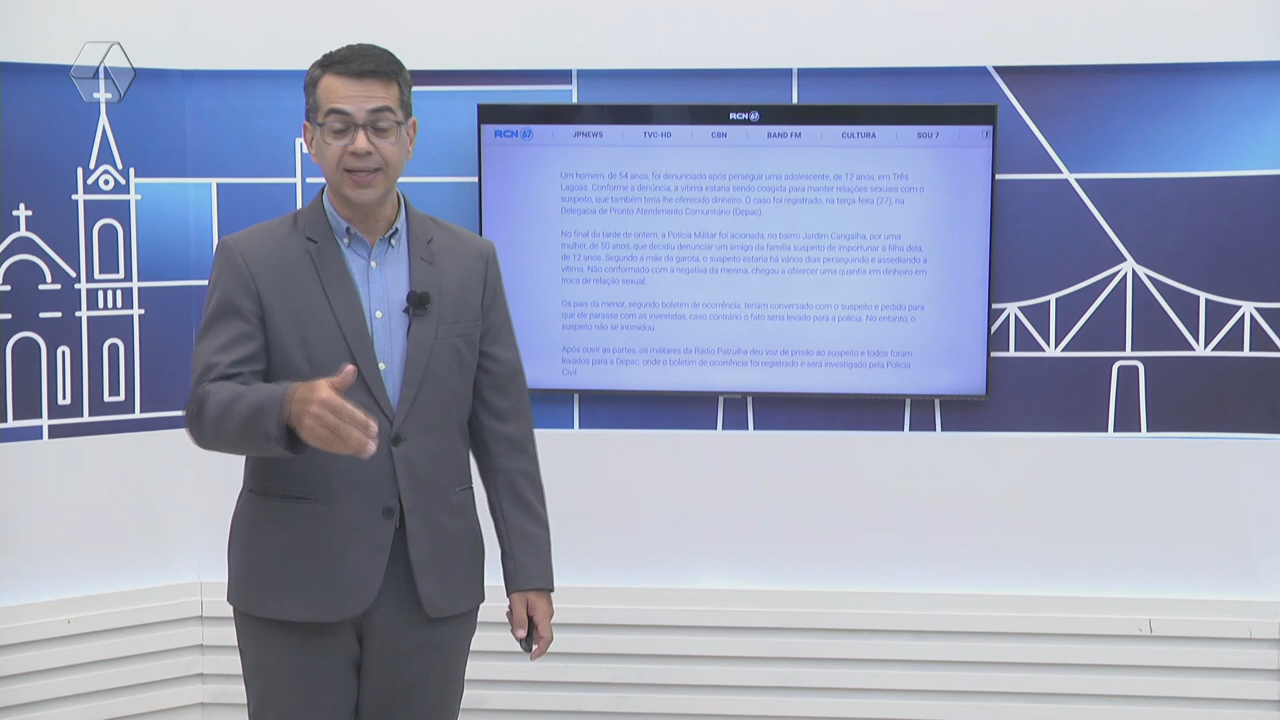 RCN 67
RCN 67 JPNEWS TVC-HD CBN BAND FM CULTURA SOU 7
Um homem, de 54 anos, foi denunciado após perseguir uma adolescente, de 12 anos, em Três
Lagoas. Conforme a denúncia, a vítima estaria sendo coagida para manter relações sexuais com o
suspeito, que também teria lhe oferecido dinheiro. O caso foi registrado, na terça-feira (27), na
Delegacia de Pronto Atendimento Comunitário (Depac).
No final da tarde de ontem, a Polícia Militar foi acionada, no bairro Jardim Cangalha, por uma
mulher, de 50 anos, que decidiu denunciar um amigo da família suspeito de importunar a filha dela,
de 12 anos. Segundo a mãe da garota, o suspeito estaria há vários dias perseguindo e assediando a
vítima. Não conformado com a negativa da menina, chegou a oferecer uma quantia em dinheiro em
troca de relação sexual.
Os pais da menor, segundo boletim de ocorrência, teriam conversado com o suspeito e pedido para
que ele parasse com as investidas, caso contrário o fato seria levado para a polícia. No entanto, o
suspeito não se intimidou.
Após ouvir as partes, os militares da Rádio Patrulha deu voz de prisão ao suspeito e todos foram
levados para a Depac, onde o boletim de ocorrência foi registrado e será investigado pela Polícia
Civil.